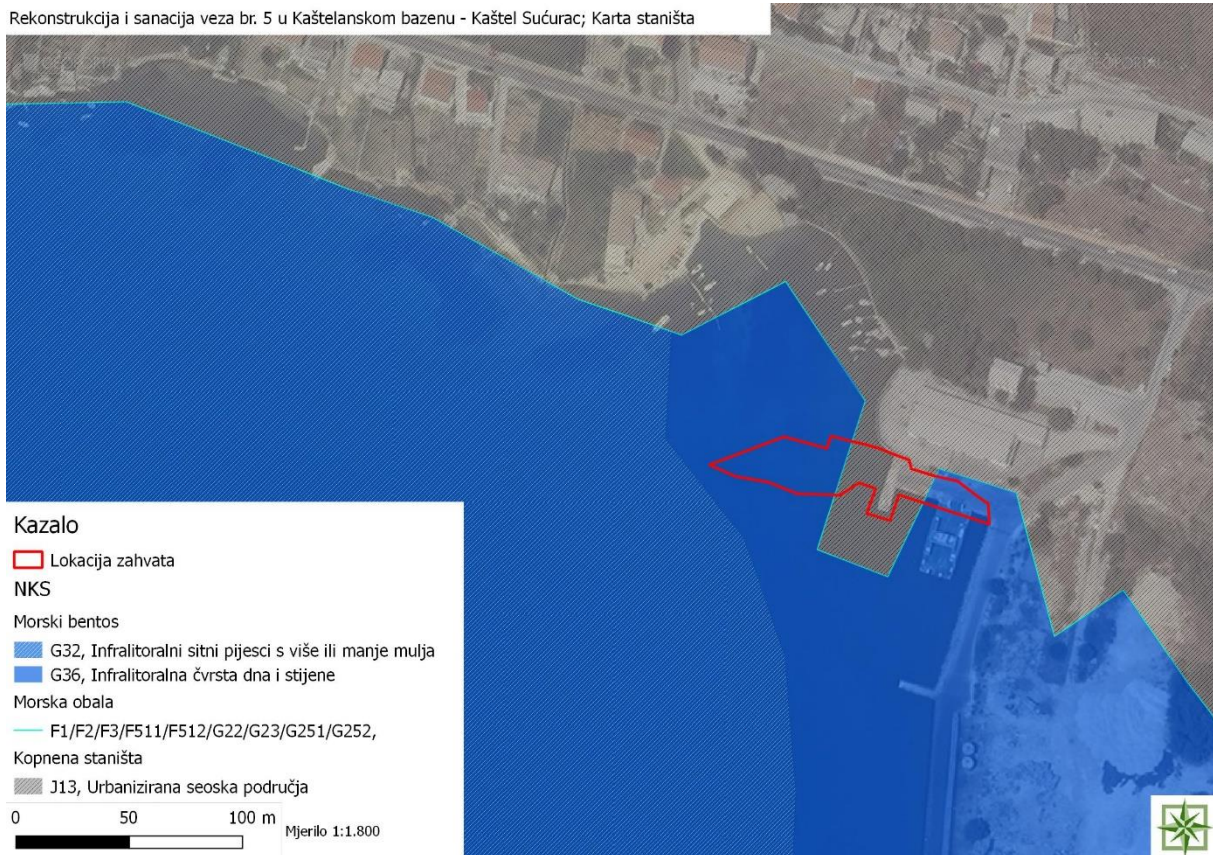 Rekonstrukcija i sanacija veza br. 5 u Kaštelanskom bazenu - Kaštel Sućurac; Karta staništa
Kazalo
Lokacija zahvata
NKS
Morski bentos
G32, Infralitoralni sitni pijesci s više ili manje mulja
G36, Infralitoralna čvrsta dna i stijene
Morska obala
F1/F2/F3/F511/F512/G22/G23/G251/G252,
Kopnena staništa
J13, Urbanizirana seoska područja
0 50 100 m
Mjerilo 1:1.800